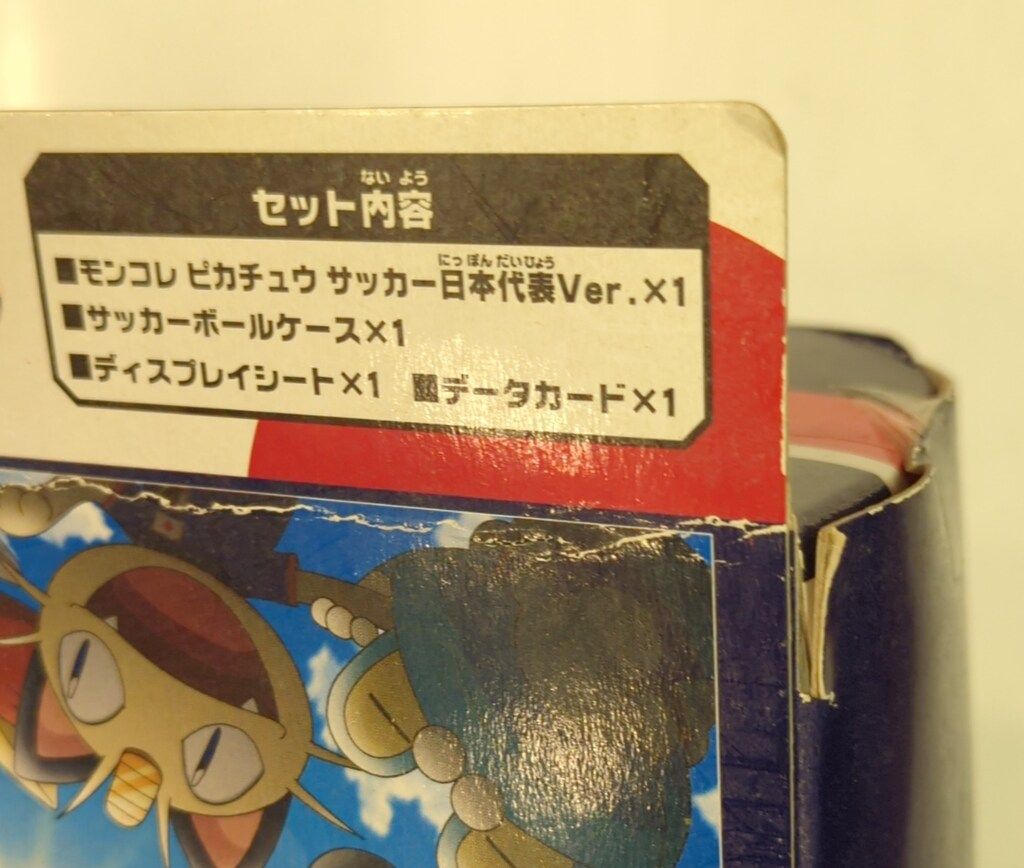 ない よう
セット内容
にっ ぽん だい ひょう
■モンコレ ピカチュウ サッカー日本代表Ver.×1
■サッカーボールケース×1
■ディスプレイシート×1 ■データカード×1